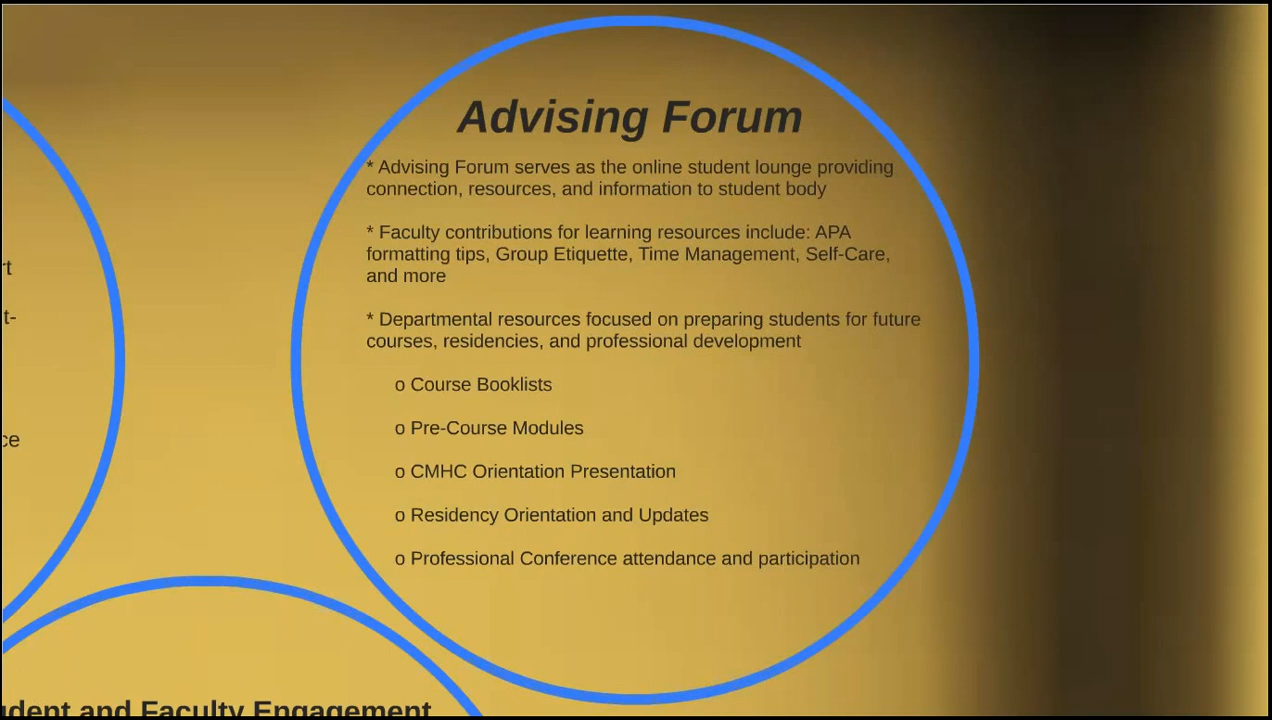 Advising Forum
* Advising Forum serves as the online student lounge providing
connection, resources, and information to student body
* Faculty contributions for learning resources include: APA
formatting tips, Group Etiquette, Time Management, Self-Care,
and more
* Departmental resources focused on preparing students for future
courses, residencies, and professional development
o Course Booklists
o Pre-Course Modules
o CMHC Orientation Presentation
o Residency Orientation and Updates
o Professional Conference attendance and participation
and Faculty Engagement